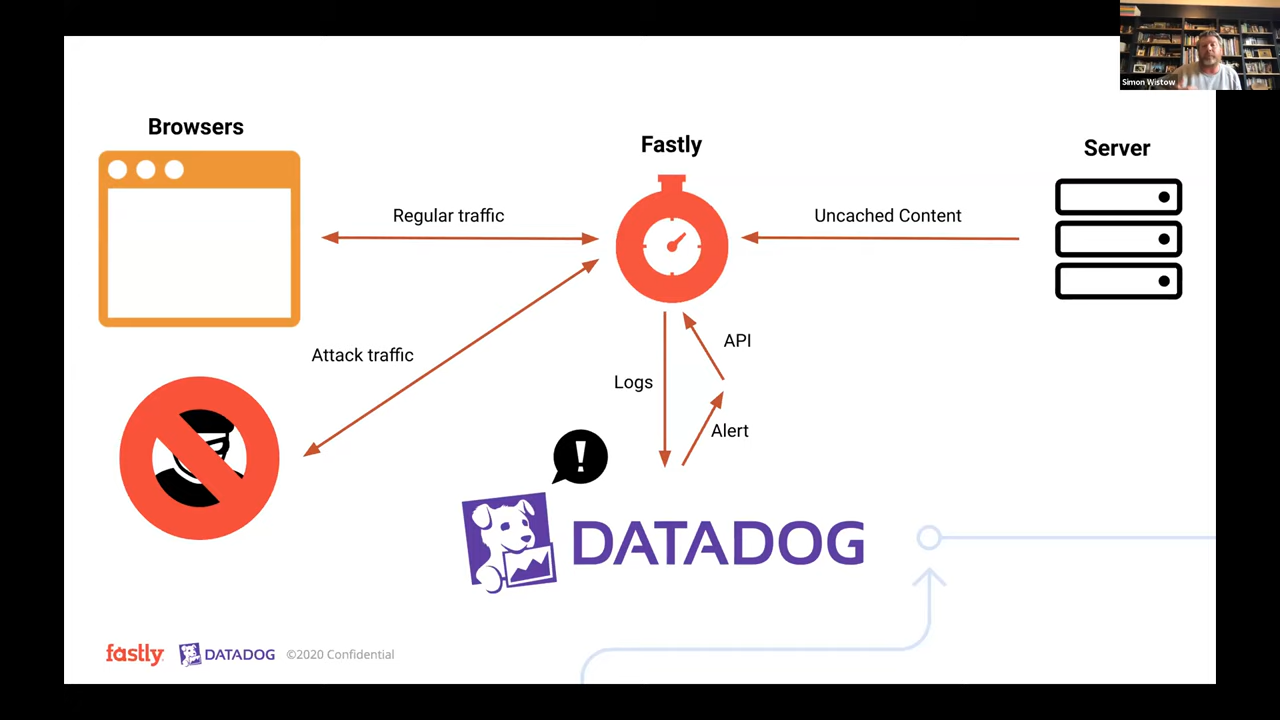 Simon Wistow
Browsers
Fastly
Server
Regular traffic
Uncached Content
Attack traffic
API
Logs
Alert
!
DATADOG
fastly
DATADOG
©2020 Confidential